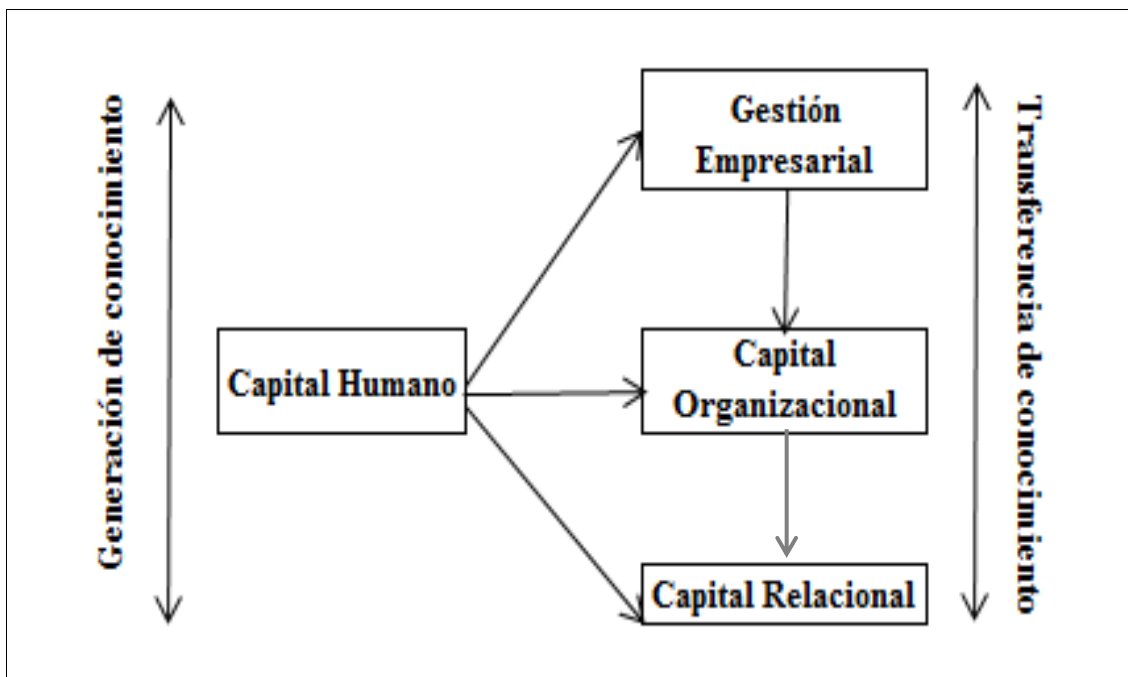 Generación de conocimiento
Capital Humano
Gestión
Empresarial
Capital
Organizacional
Capital Relacional
Transferencia de conocimiento